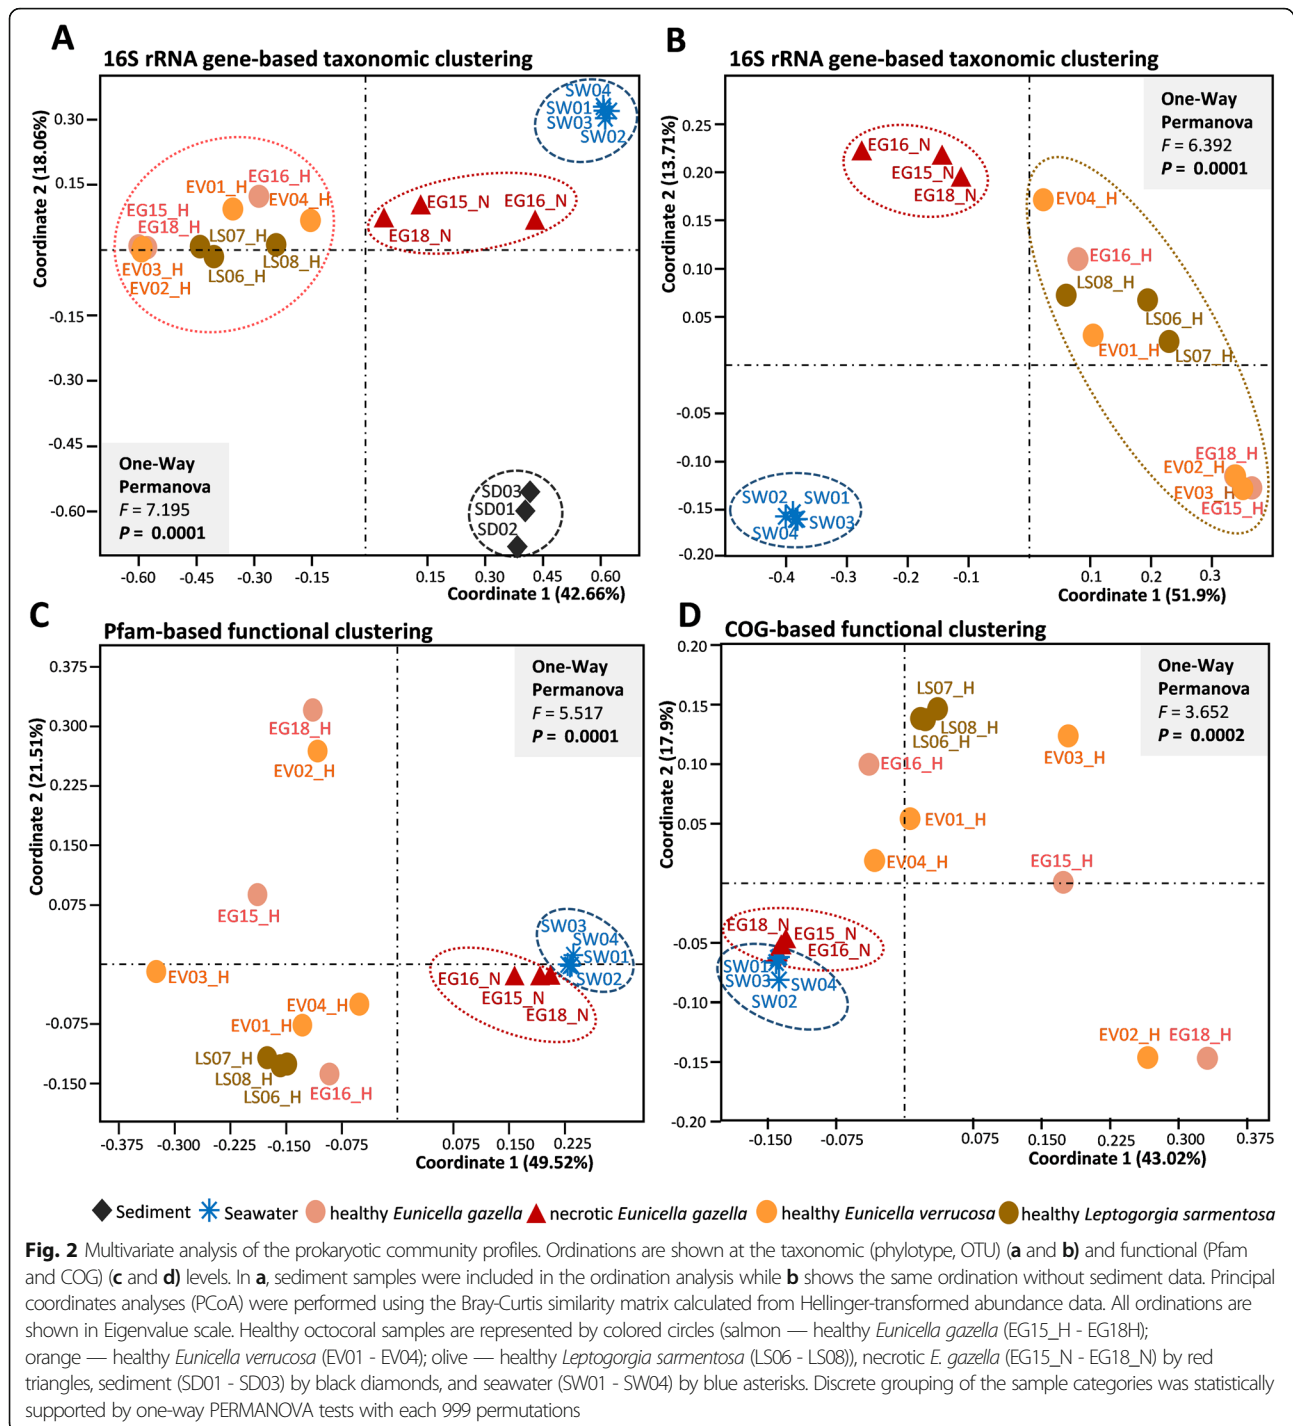 A
16S rRNA gene-based taxonomic clustering
Coordinate 2 (18.06%)
0.30
0.15
-0.15
-0.30
-0.45
-0.60
SW04
SW01
SW03
SW02
EG16_H
EV01_H
EV04_H
EG15_H
EG18_H
LS07_H
LS08_H
EV03_H
LS06_H
EV02_H
EG15_N
EG16_N
EG18_N
SD03
SD01
SD02
One-Way
Permanova
F = 7.195
P = 0.0001
-0.60 -0.45 -0.30 -0.15 0.15 0.30 0.45 0.60
Coordinate 1 (42.66%)
B
16S rRNA gene-based taxonomic clustering
Coordinate 2 (13.71%)
0.25
0.20
0.15
0.10
0.05
-0.05
-0.10
-0.15
-0.20
One-Way
Permanova
F = 6.392
P = 0.0001
EG16_N
EG15_N
EG18_N
EV04_H
EG16_H
LS08_H
LS06_H
EV01_H
LS07_H
EG18_H
EV02_H
EV03_H
EG15_H
SW02
SW01
SW03
SW04
-0.4 -0.3 -0.2 -0.1 0.1 0.2 0.3
Coordinate 1 (51.9%)
C
Pfam-based functional clustering
Coordinate 2 (21.51%)
0.375
0.300
0.225
0.150
0.075
-0.075
-0.150
One-Way
Permanova
F = 5.517
P = 0.0001
EG18_H
EV02_H
EG15_H
EV03_H
EV04_H
EV01_H
LS07_H
LS08_H
LS06_H
EG16_H
SW03
SW04
SW01
SW02
EG16_N
EG15_N
EG18_N
-0.375 -0.300 -0.225 -0.150 -0.075 0.075 0.150 0.225
Coordinate 1 (49.52%)
D
COG-based functional clustering
Coordinate 2 (17.9%)
0.20
0.15
0.10
0.05
-0.05
-0.10
-0.15
-0.20
One-Way
Permanova
F = 3.652
P = 0.0002
LS07_H
LS08_H
LS06_H
EV03_H
EG16_H
EV01_H
EV04_H
EG15_H
EG18_N
EG15_N
EG16_N
SW01
SW03
SW04
SW02
EV02_H
EG18_H
-0.150 -0.075 0.075 0.150 0.225 0.300 0.375
Coordinate 1 (43.02%)
Sediment Seawater healthy Eunicella gazella necrotic Eunicella gazella healthy Eunicella verrucosa healthy Leptogorgia sarmentosa
Fig. 2 Multivariate analysis of the prokaryotic community profiles. Ordinations are shown at the taxonomic (phylotype, OTU) (a and b) and functional (Pfam
and COG) (c and d) levels. In a, sediment samples were included in the ordination analysis while b shows the same ordination without sediment data. Principal
coordinates analyses (PCoA) were performed using the Bray-Curtis similarity matrix calculated from Hellinger-transformed abundance data. All ordinations are
shown in Eigenvalue scale. Healthy octocoral samples are represented by colored circles (salmon — healthy Eunicella gazella (EG15_H - EG18H);
orange — healthy Eunicella verrucosa (EV01 - EV04); olive — healthy Leptogorgia sarmentosa (LS06 - LS08)), necrotic E. gazella (EG15_N - EG18_N) by red
triangles, sediment (SD01 - SD03) by black diamonds, and seawater (SW01 - SW04) by blue asterisks. Discrete grouping of the sample categories was statistically
supported by one-way PERMANOVA tests with each 999 permutations